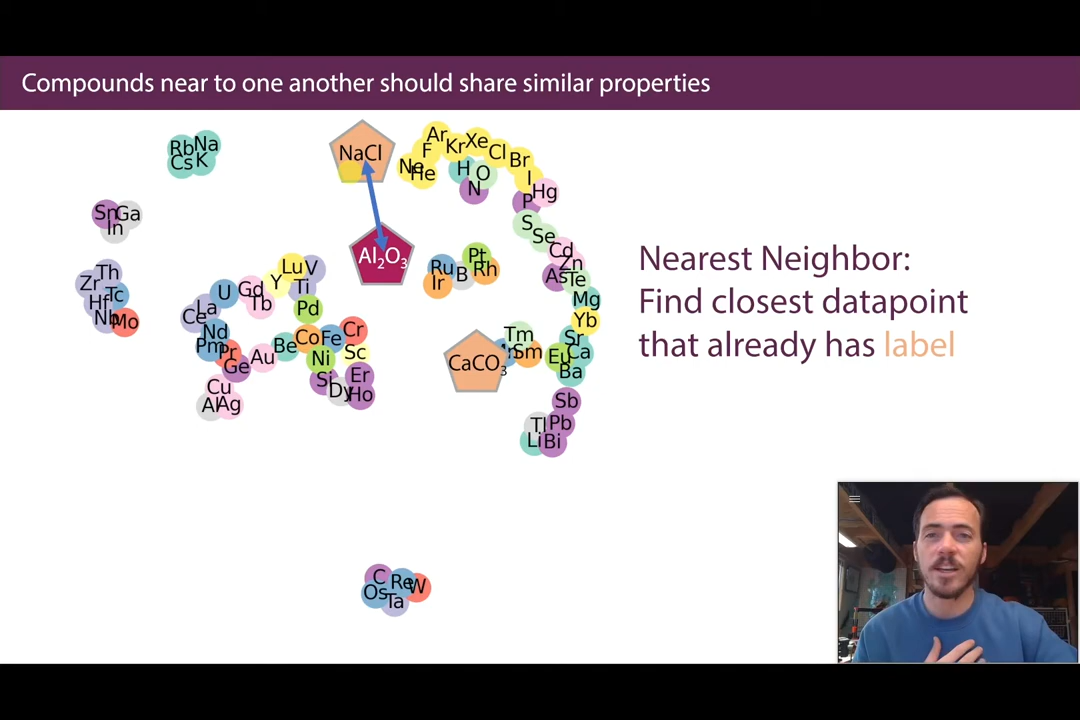 Compounds near to one another should share similar properties
Rb Na
Cs K
NaCl
Ar
F
Kr
Xe
Cl
Br
Ne
He
H
O
N
I
Hg
P
S
Se
Cd
Zn
As
Te
Mg
Yb
Sr
Ca
Eu
Ba
Sn
Ga
In
Al₂O₃
Ru
B
Pt
Rh
Ir
Nearest Neighbor:
Find closest datapoint
that already has label
Th
Zr
Tc
Hf
Nb
Mo
Lu
V
Y
Ti
Gd
Tb
U
La
Ce
Pd
Nd
Pm
Pr
Ge
Au
Be
Co
Fe
Cr
Ni
Sc
Si
Dy
Er
Ho
Cu
Al
Ag
CaCO₃
Tm
Sm
Sb
Tl
Pb
Li
Bi
C
Re
W
Os
Ta